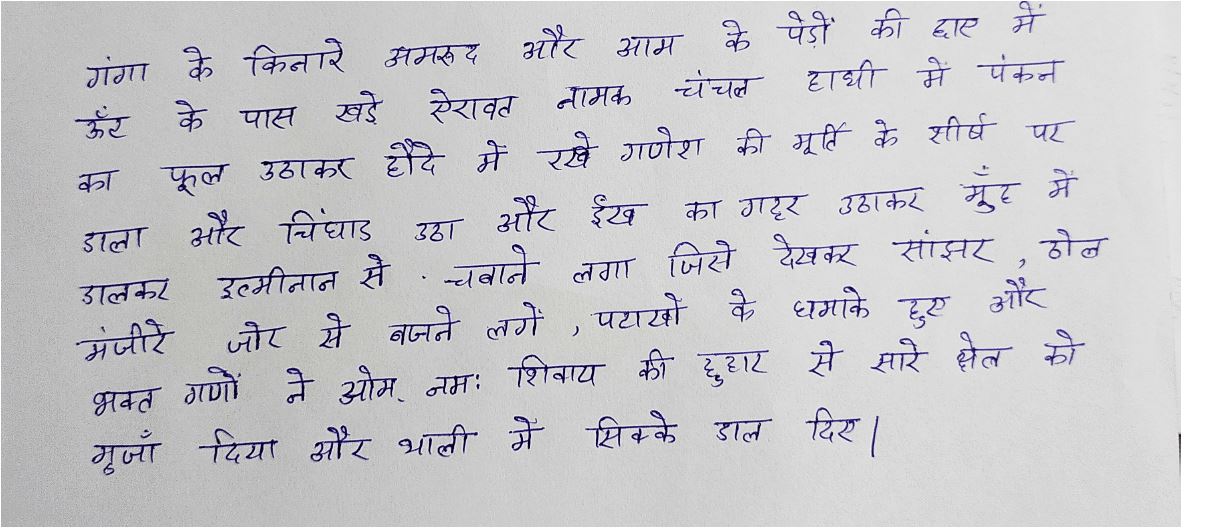 गंगा के किनारे अमरूद और आम के पेड़ों की छाए में
ऊँट के पास खड़े ऐरावत नामक चंचल हाथी में पंकन
का फूल उठाकर हौदे में रखे गणेश की मूर्ति के शीर्ष पर
डाला और चिंघाड उठा और ईख का गट्टर उठाकर मुँह में
डालकर इत्मीनान से चबाने लगा जिसे देखकर सांझर, ढोल
मंजीरे जोर से बजने लगें, पटाखों के धमाके हुए और
भक्त गणों ने ओम् नमः शिवाय की हुहार से सारे क्षेत्र को
गुजाँ दिया और थाली में सिक्के डाल दिए।